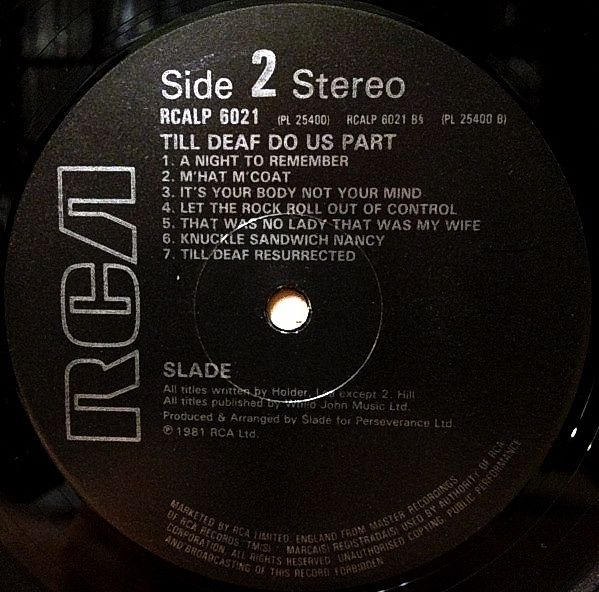 Side 2 Stereo
RCALP 6021 (PL 25400) RCALP 6021 B§ (PL 25400 B)
TILL DEAF DO US PART
1. A NIGHT TO REMEMBER
2. M'HAT M'COAT
3. IT'S YOUR BODY NOT YOUR MIND
4. LET THE ROCK ROLL OUT OF CONTROL
5. THAT WAS NO LADY THAT WAS MY WIFE
6. KNUCKLE SANDWICH NANCY
7. TILL DEAF RESURRECTED
RCA
SLADE
All titles written by Holder, Lea except 2. Hill
All titles published by Whild John Music Ltd.
Produced & Arranged by Slade for Perseverance Ltd.
℗ 1981 RCA Ltd.
MARKETED BY RCA LIMITED, ENGLAND FROM MASTER RECORDINGS
OF RCA RECORDS "TM(S) · MARCA(S) REGISTRADA(S) USED BY AUTHORITY OF RCA
CORPORATION. ALL RIGHTS RESERVED. UNAUTHORISED COPYING, PUBLIC PERFORMANCE
AND BROADCASTING OF THIS RECORD FORBIDDEN